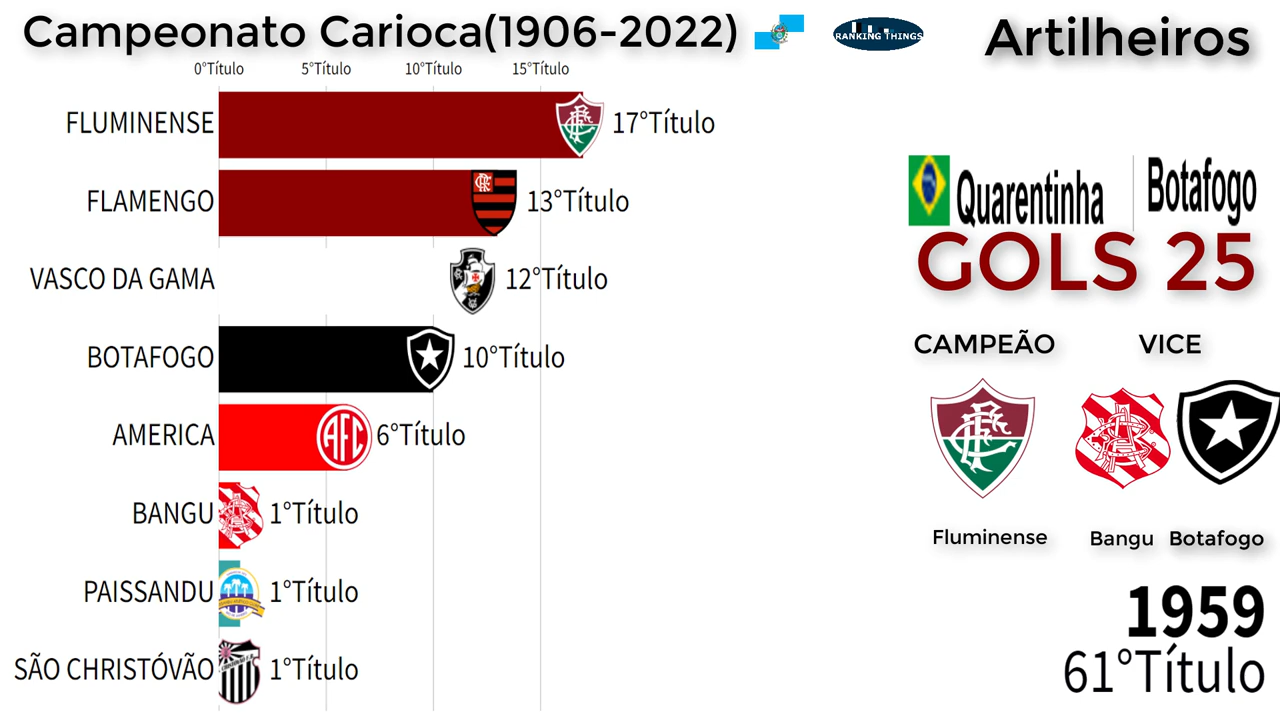 Campeonato Carioca(1906-2022)
RANKING THINGS
Artilheiros
0°Título 5°Título 10°Título 15°Título
FLUMINENSE 17°Título
FLAMENGO 13°Título
VASCO DA GAMA 12°Título
BOTAFOGO 10°Título
AMERICA AFC 6°Título
BANGU 1°Título
PAISSANDU 1°Título
SÃO CHRISTÓVÃO 1°Título
Quarentinha Botafogo
GOLS 25
CAMPEÃO VICE
Fluminense Bangu Botafogo
1959
61°Título